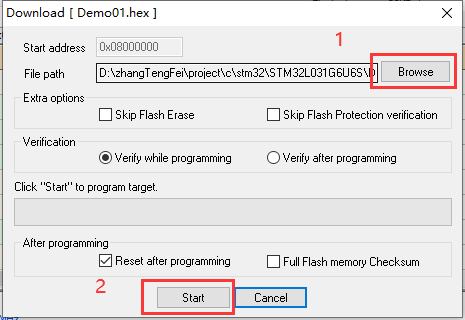 Download [ Demo01.hex ]
1
Start address 0x08000000
File path D:\zhangTengFei\project\c\stm32\STM32L031G6U6S\D Browse
Extra options
Skip Flash Erase Skip Flash Protection verification
Verification
Verify while programming Verify after programming
Click "Start" to program target.
After programming
Reset after programming Full Flash memory Checksum
2
Start Cancel